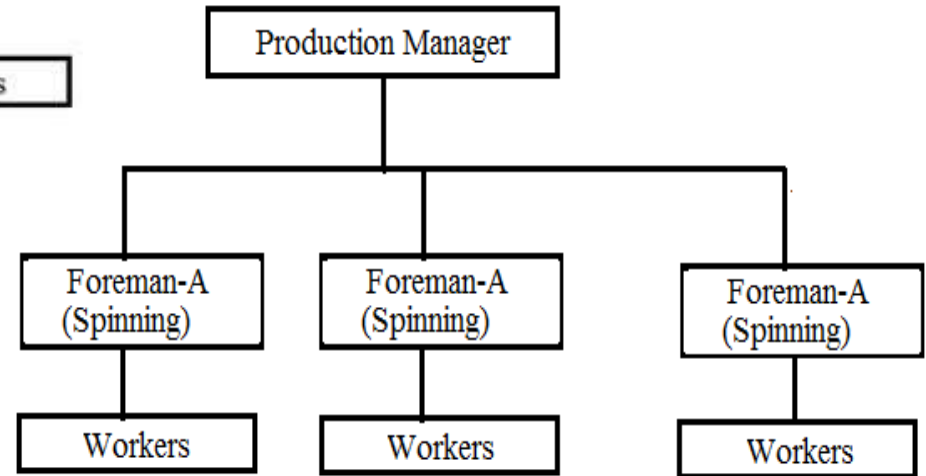 Production Manager
s
Foreman-A
(Spinning)
Foreman-A
(Spinning)
Foreman-A
(Spinning)
Workers
Workers
Workers